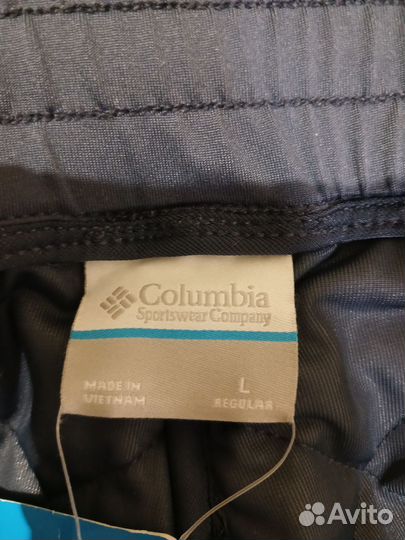 Columbia
Sportswear Company
MADE IN
VIETNAM
L
REGULAR
Avito